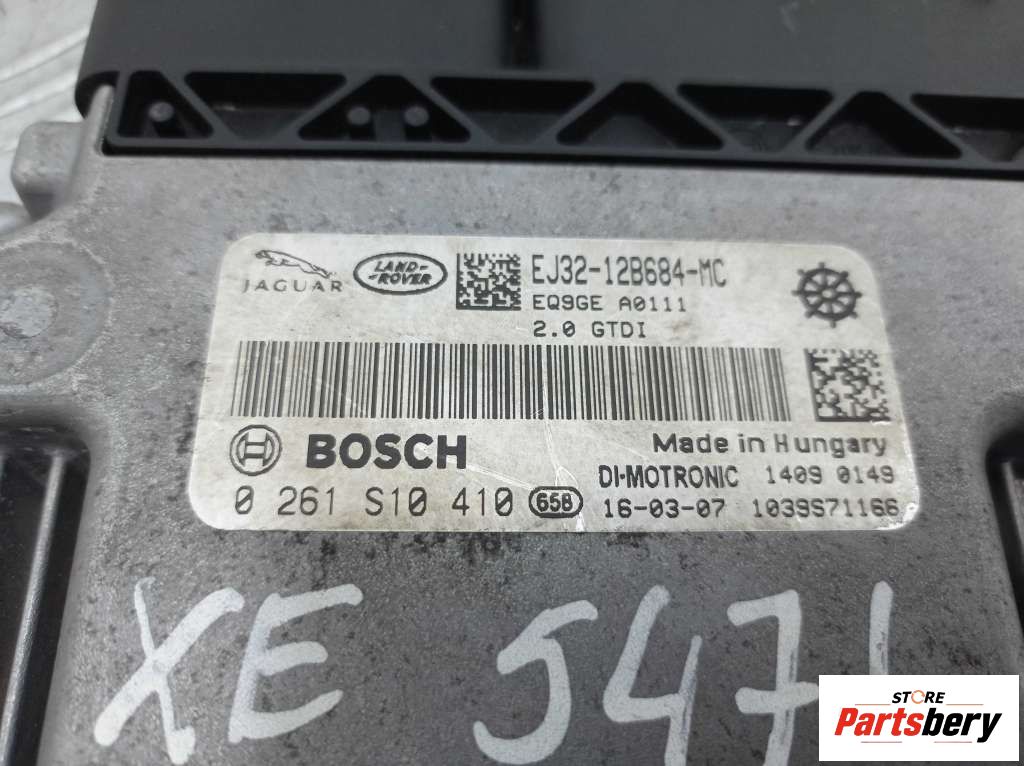 JAGUAR
LAND-
-ROVER
EJ32-12B684-MC
EQ9GE A0111
2.0 GTDI
BOSCH
Made in Hungary
DI-MOTRONIC 1409 0149
0 261 S10 410 658 16-03-07 1039S71166
XE J471
STORE
Partsbery